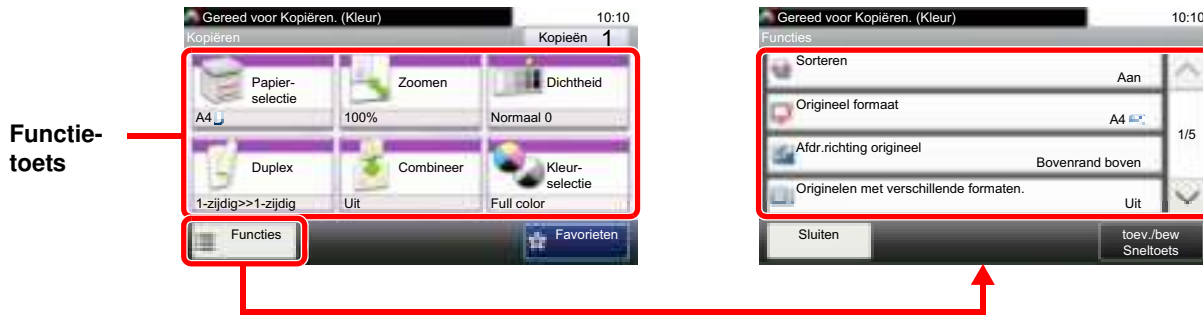 Functie-
toets
Gereed voor Kopiëren. (Kleur)
10:10
Kopiëren
Kopieën 1
Papier-
selectie
A4
Zoomen
100%
Dichtheid
Normaal 0
Duplex
1-zijdig>>1-zijdig
Combineer
Uit
Kleur-
selectie
Full color
Functies
Favorieten
Gereed voor Kopiëren. (Kleur)
10:10
Functies
Sorteren
Aan
Origineel formaat
A4
Afdr.richting origineel
Bovenrand boven
Originelen met verschillende formaten.
Uit
1/5
Sluiten
toev./bew
Sneltoets